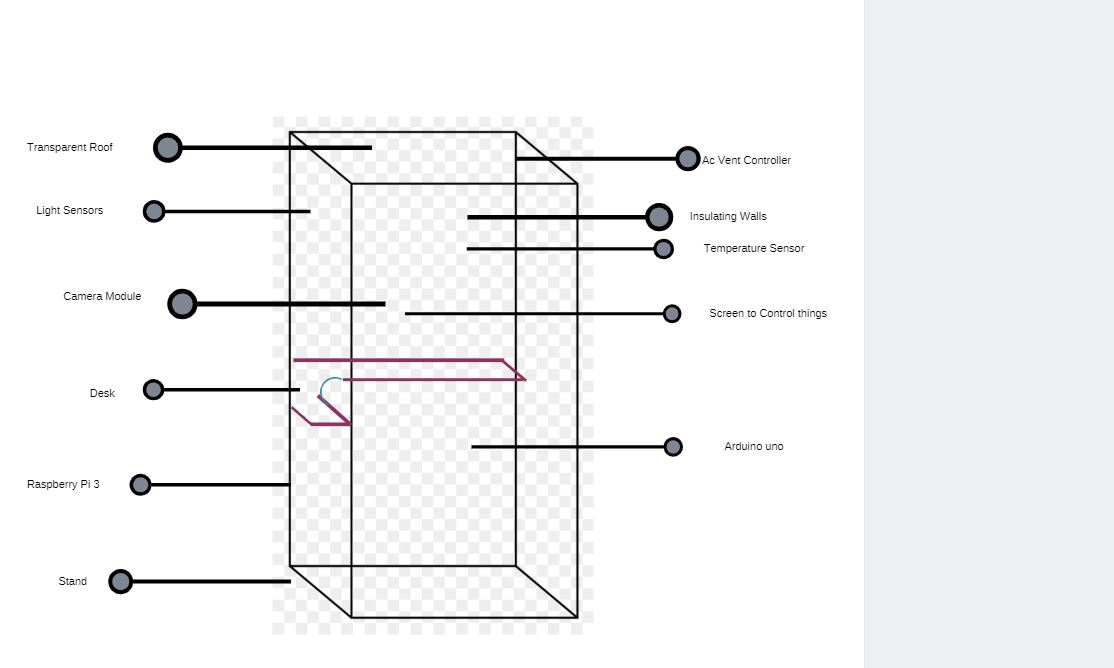 Transparent Roof
Ac Vent Controller
Light Sensors
Insulating Walls
Temperature Sensor
Camera Module
Screen to Control things
Desk
Arduino uno
Raspberry Pi 3
Stand